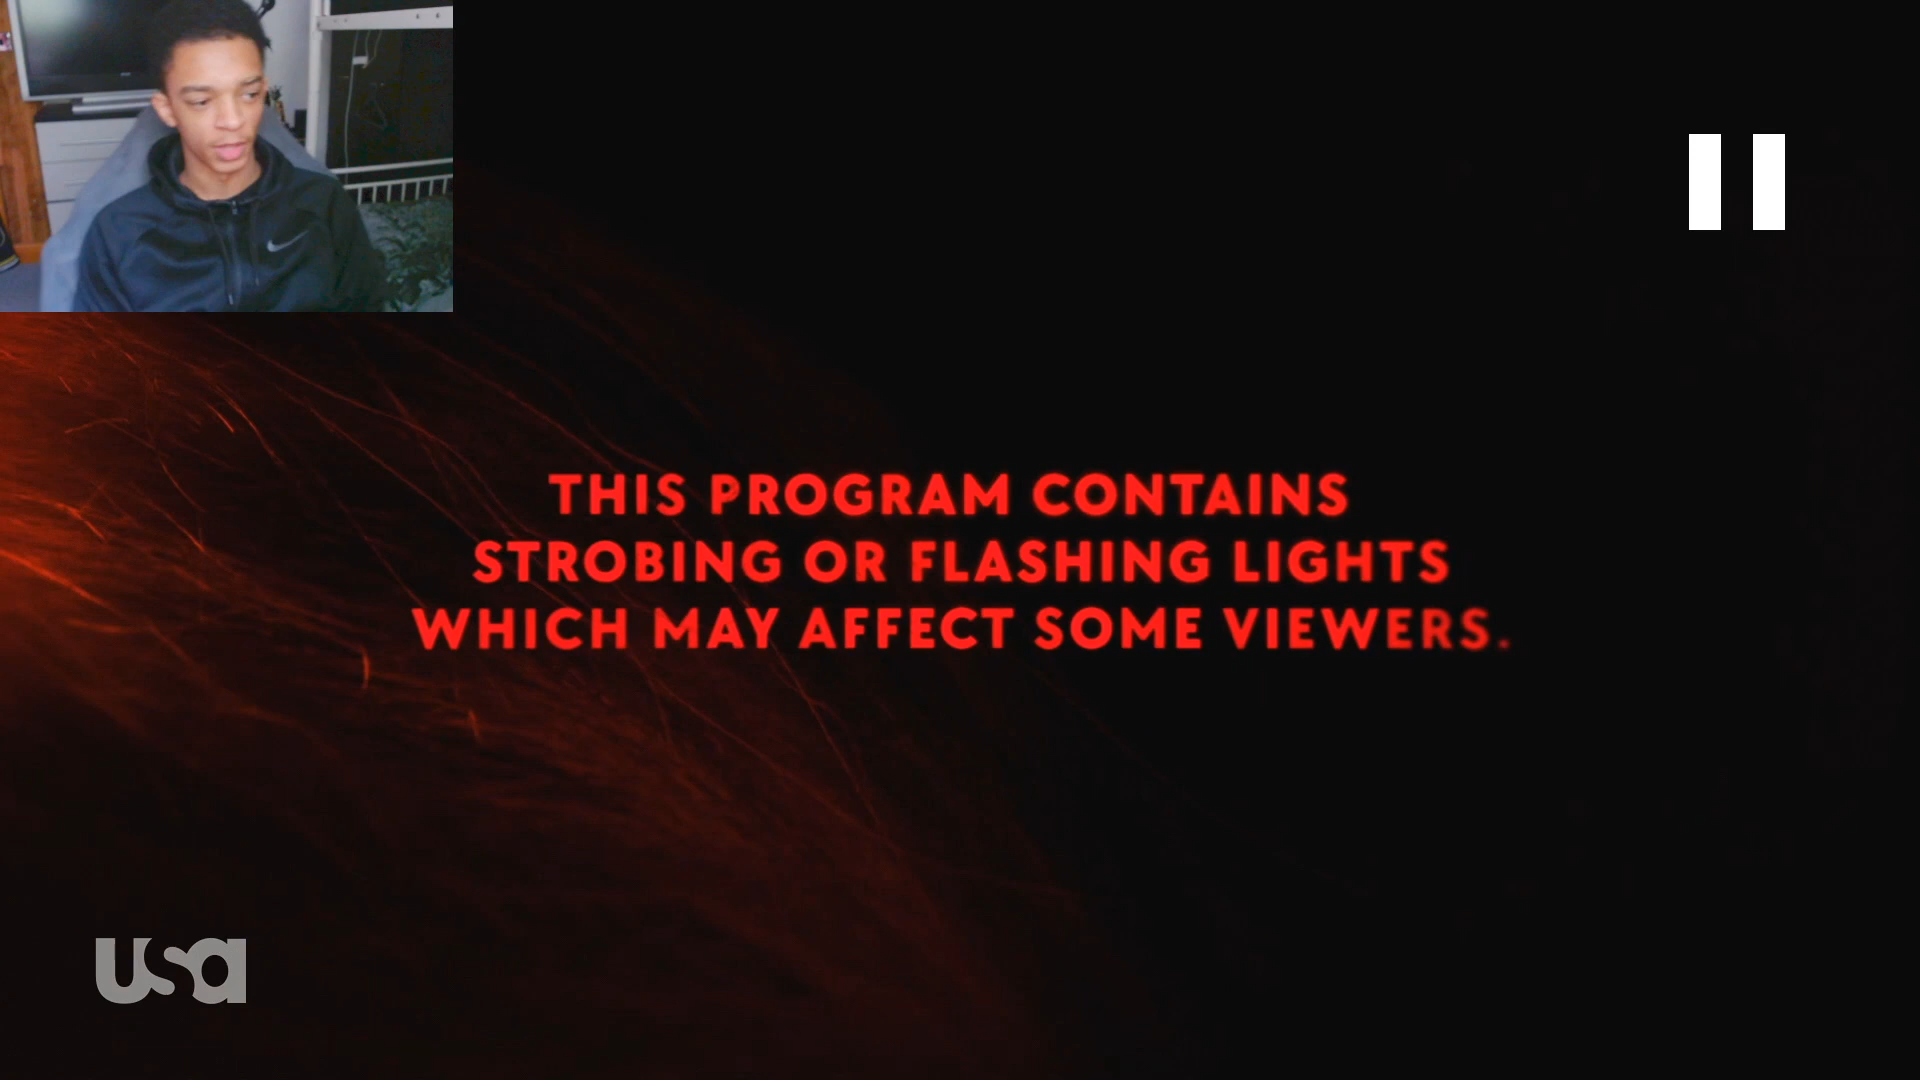 THIS PROGRAM CONTAINS
STROBING OR FLASHING LIGHTS
WHICH MAY AFFECT SOME VIEWERS.
usa